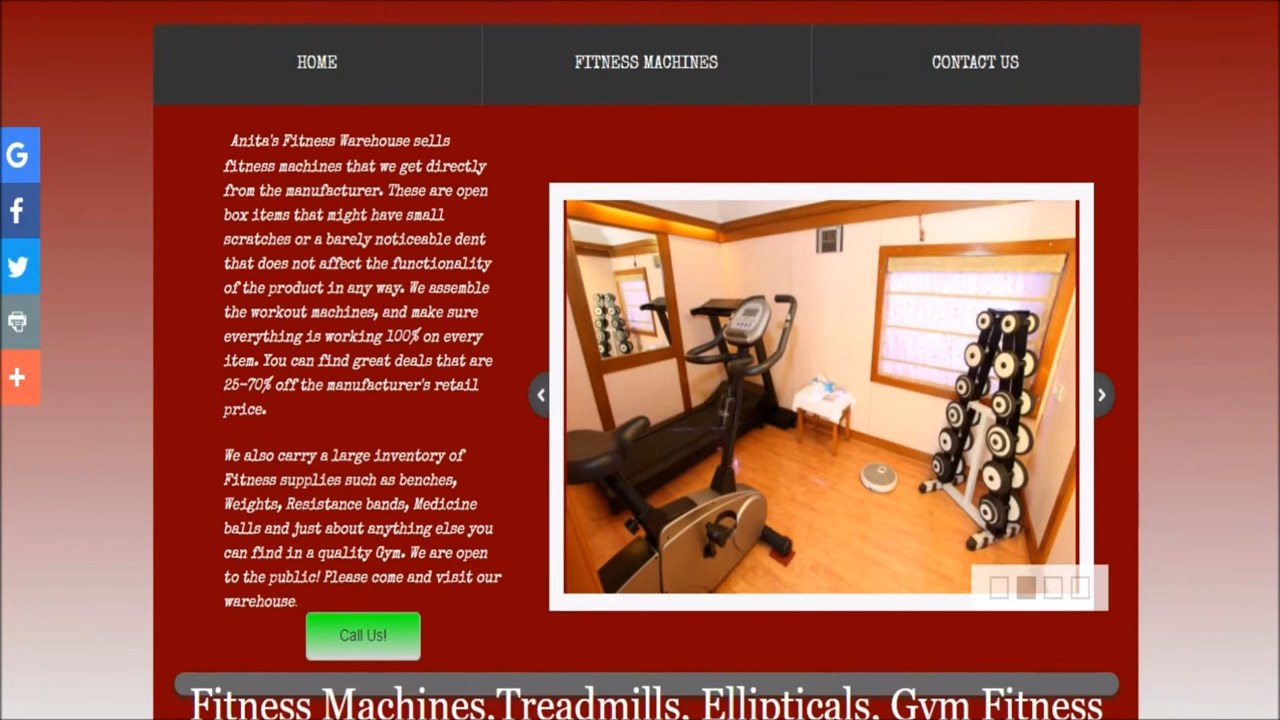 HOME
FITNESS MACHINES
CONTACT US
Anita's Fitness Warehouse sells
fitness machines that we get directly
from the manufacturer. These are open
box items that might have small
scratches or a barely noticeable dent
that does not affect the functionality
of the product in any way. We assemble
the workout machines, and make sure
everything is working 100% on every
item. You can find great deals that are
25-70% off the manufacturer's retail
price.
We also carry a large inventory of
Fitness supplies such as benches,
Weights, Resistance bands, Medicine
balls and just about anything else you
can find in a quality Gym. We are open
to the public! Please come and visit our
warehouse.
Call Us!
Fitness Machines,Treadmills, Ellipticals, Gym Fitness